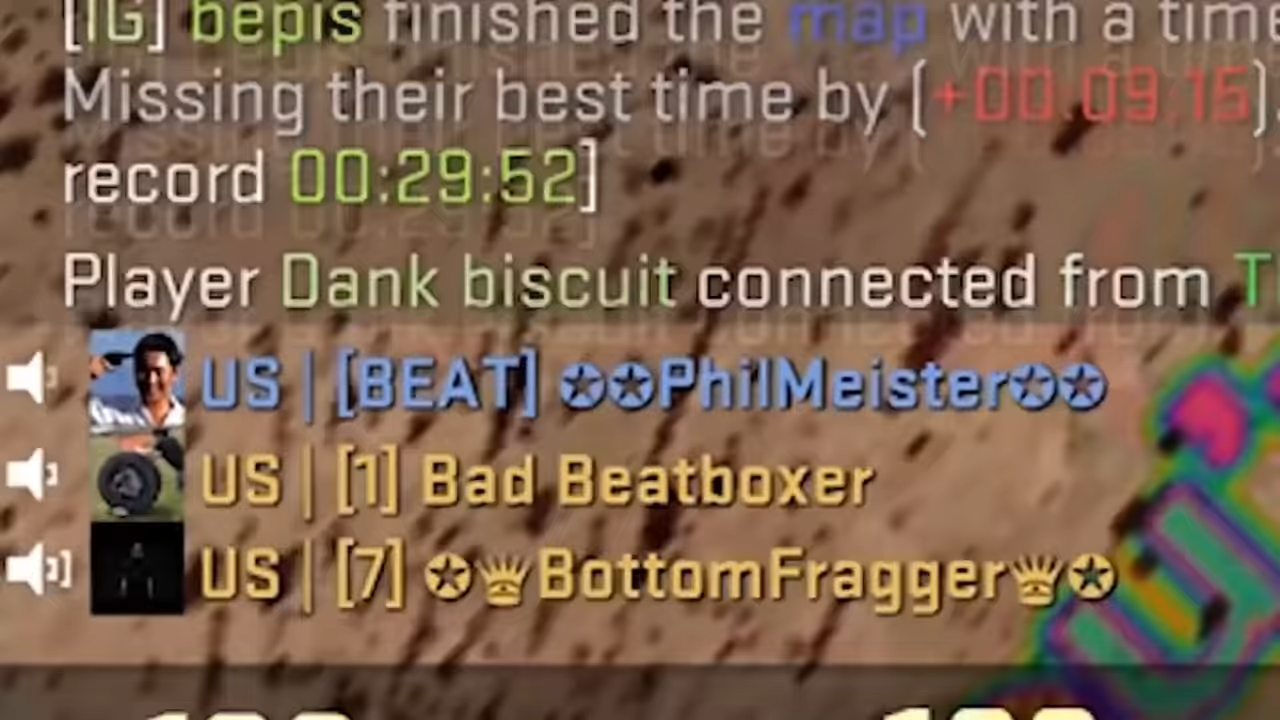 [IG] bepis finished the map with a time
Missing their best time by (+00:09:15)
record 00:29:52]
Player Dank biscuit connected from
US | [BEAT] ✪✪PhilMeister✪✪
US | [1] Bad Beatboxer
US | [7] ✪♛BottomFragger♛✪